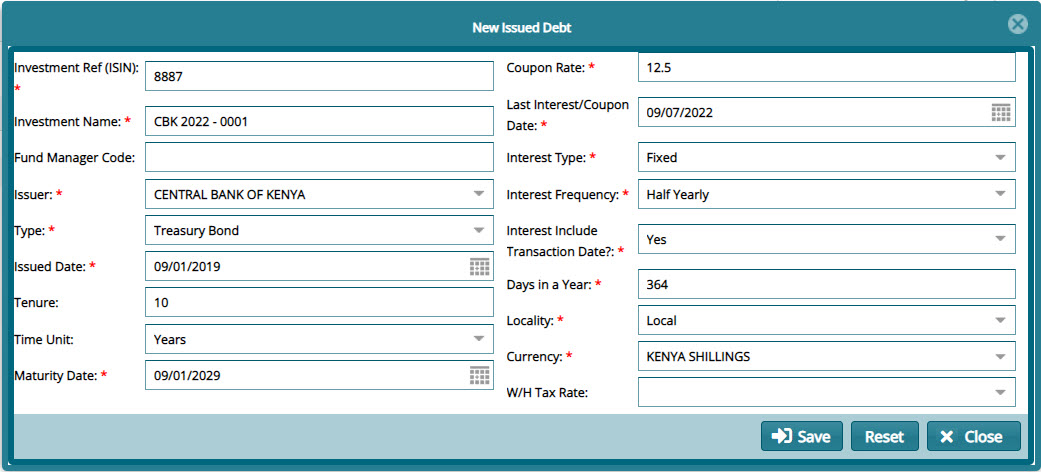 New Issued Debt
Investment Ref (ISIN): *
8887
Investment Name: *
CBK 2022 - 0001
Fund Manager Code:
Issuer: *
CENTRAL BANK OF KENYA
Type: *
Treasury Bond
Issued Date: *
09/01/2019
Tenure:
10
Time Unit:
Years
Maturity Date: *
09/01/2029
Coupon Rate: *
12.5
Last Interest/Coupon
Date: *
09/07/2022
Interest Type: *
Fixed
Interest Frequency: *
Half Yearly
Interest Include
Transaction Date?: *
Yes
Days in a Year: *
364
Locality: *
Local
Currency: *
KENYA SHILLINGS
W/H Tax Rate:
Save
Reset
Close